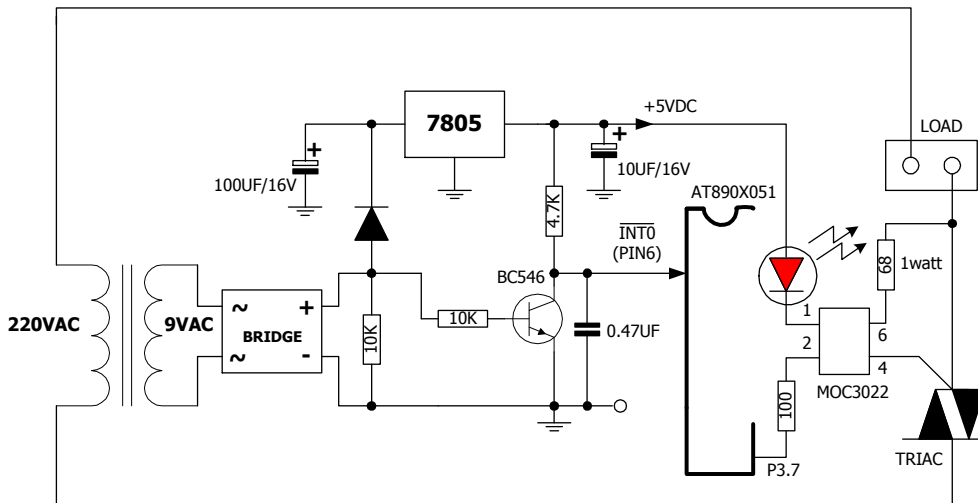 7805
+5VDC
LOAD
+
100UF/16V
+
10UF/16V
4.7K
AT890X051
INT0
(PIN6)
BC546
68
1watt
220VAC
9VAC
~
+
BRIDGE
~
-
10K
10K
0.47UF
1
2
6
4
MOC3022
100
P3.7
TRIAC